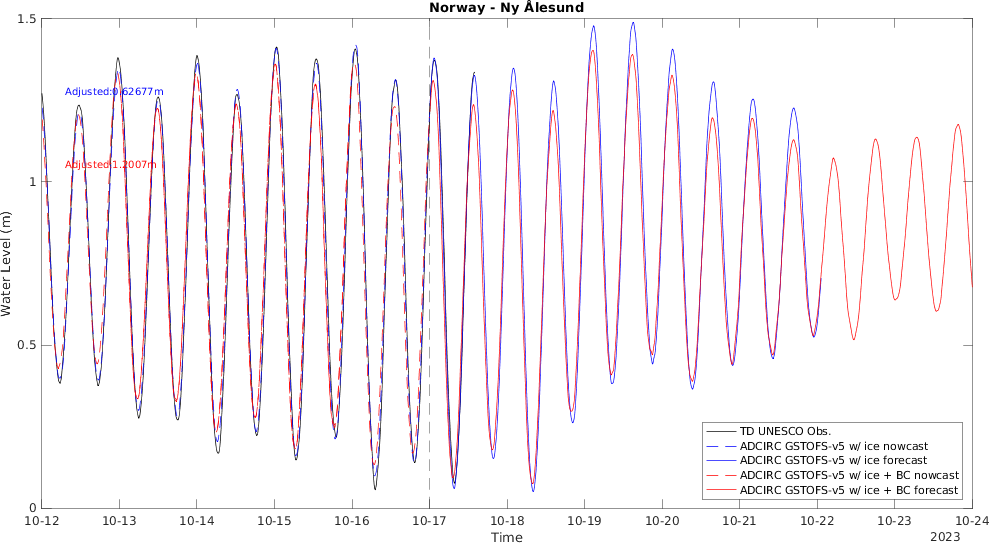 Norway - Ny Ålesund
Water Level (m)
1.5
1
0.5
0
Adjusted:0.62677m
Adjusted:1.2007m
TD UNESCO Obs.
ADCIRC GSTOFS-v5 w/ ice nowcast
ADCIRC GSTOFS-v5 w/ ice forecast
ADCIRC GSTOFS-v5 w/ ice + BC nowcast
ADCIRC GSTOFS-v5 w/ ice + BC forecast
10-12 10-13 10-14 10-15 10-16 10-17 10-18 10-19 10-20 10-21 10-22 10-23 10-24
Time
2023